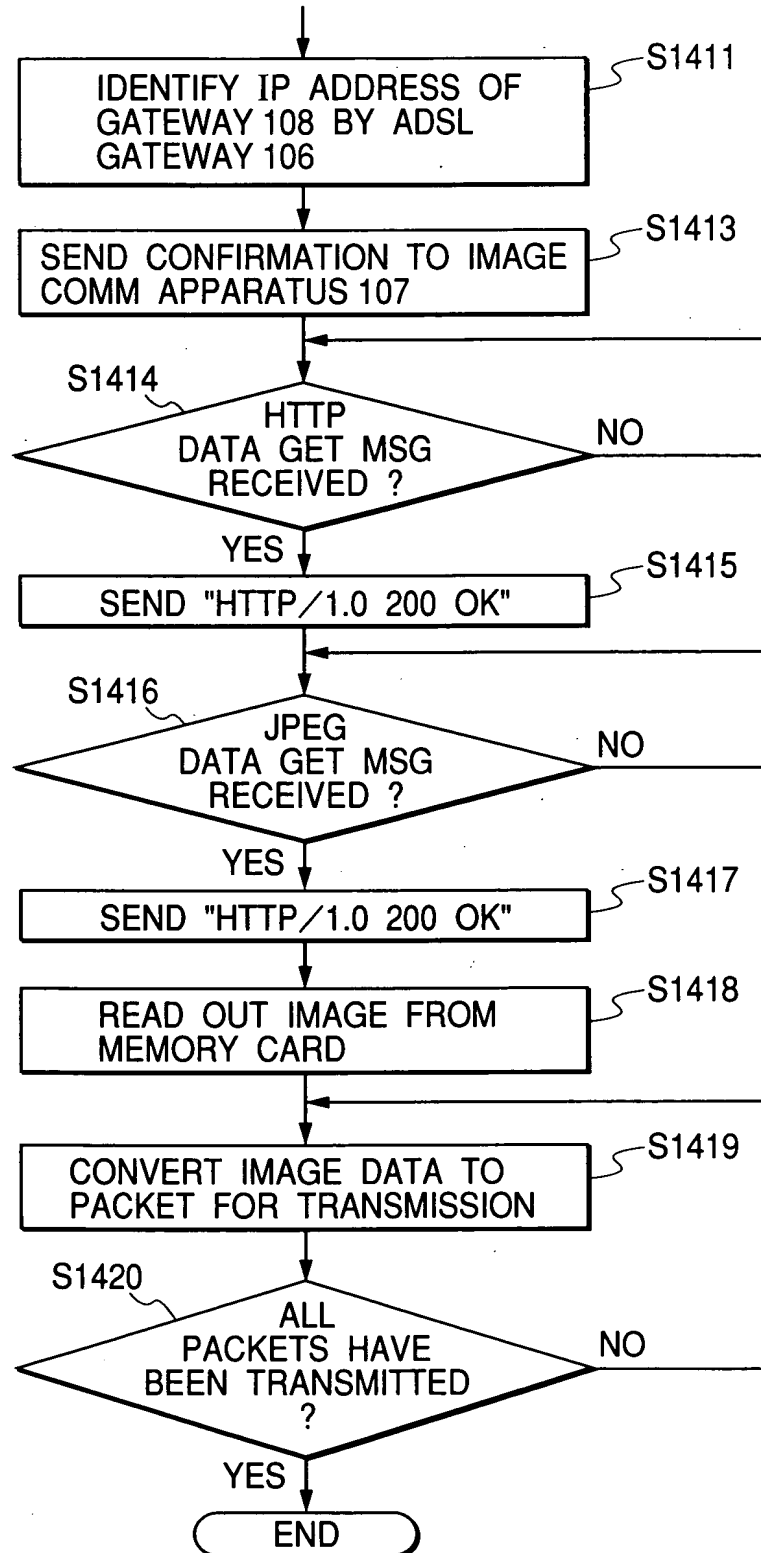 S1411
IDENTIFY IP ADDRESS OF
GATEWAY 108 BY ADSL
GATEWAY 106
S1413
SEND CONFIRMATION TO IMAGE
COMM APPARATUS 107
S1414
HTTP
DATA GET MSG
RECEIVED ?
NO
YES
S1415
SEND "HTTP/1.0 200 OK"
S1416
JPEG
DATA GET MSG
RECEIVED ?
NO
YES
S1417
SEND "HTTP/1.0 200 OK"
S1418
READ OUT IMAGE FROM
MEMORY CARD
S1419
CONVERT IMAGE DATA TO
PACKET FOR TRANSMISSION
S1420
ALL
PACKETS HAVE
BEEN TRANSMITTED
?
NO
YES
END